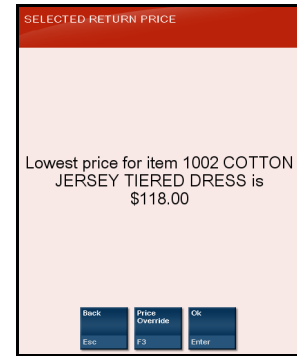 SELECTED RETURN PRICE
Lowest price for item 1002 COTTON
JERSEY TIERED DRESS is
$118.00
Back
Esc
Price
Override
F3
Ok
Enter